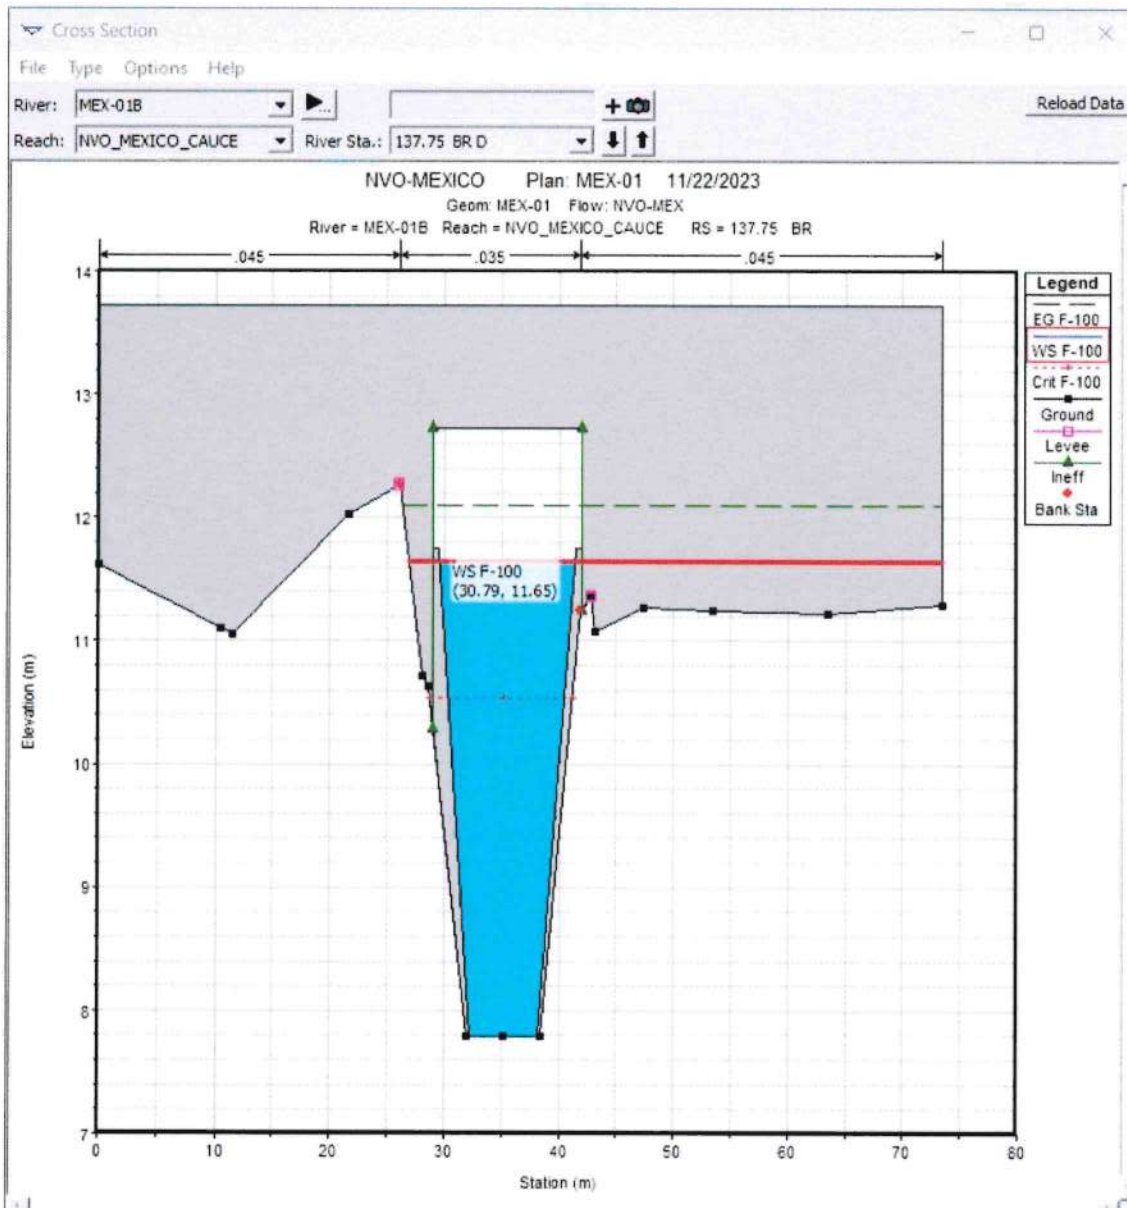 Cross Section
File Type Options Help
River: MEX-01B
Reload Data
Reach: NVO_MEXICO_CAUCE River Sta.: 137.75 BR D
NVO-MEXICO Plan: MEX-01 11/22/2023
Geom: MEX-01 Flow: NVO-MEX
River = MEX-01B Reach = NVO_MEXICO_CAUCE RS = 137.75 BR
.045 .035 .045
14
13
12
11
10
9
8
7
Elevation (m)
WS F-100
(30.79, 11.65)
Legend
EG F-100
WS F-100
Crit F-100
Ground
Levee
Ineff
Bank Sta
0 10 20 30 40 50 60 70 80
Station (m)